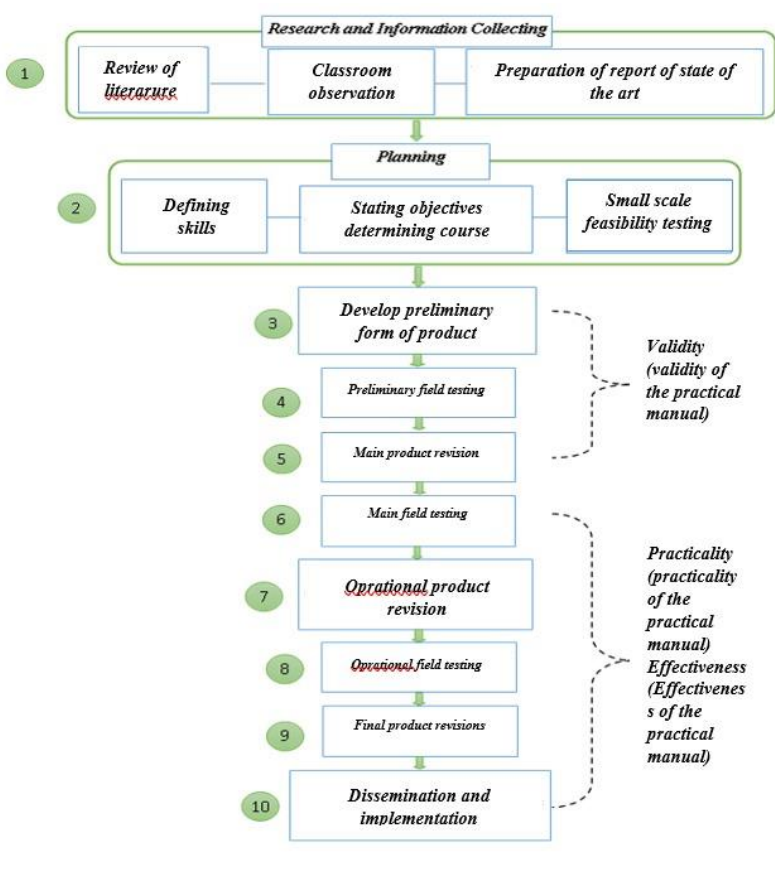 Research and Information Collecting
1
Review of
literarure
Classroom
observation
Preparation of report of state of
the art
Planning
2
Defining
skills
Stating objectives
determining course
Small scale
feasibility testing
3
Develop preliminary
form of product
4
Preliminary field testing
5
Main product revision
Validity
(validity of
the practical
manual)
6
Main field testing
7
Oprational product
revision
8
Oprational field testing
9
Final product revisions
10
Dissemination and
implementation
Practicality
(practicality
of the
practical
manual)
Effectiveness
(Effectivenes
s of the
practical
manual)